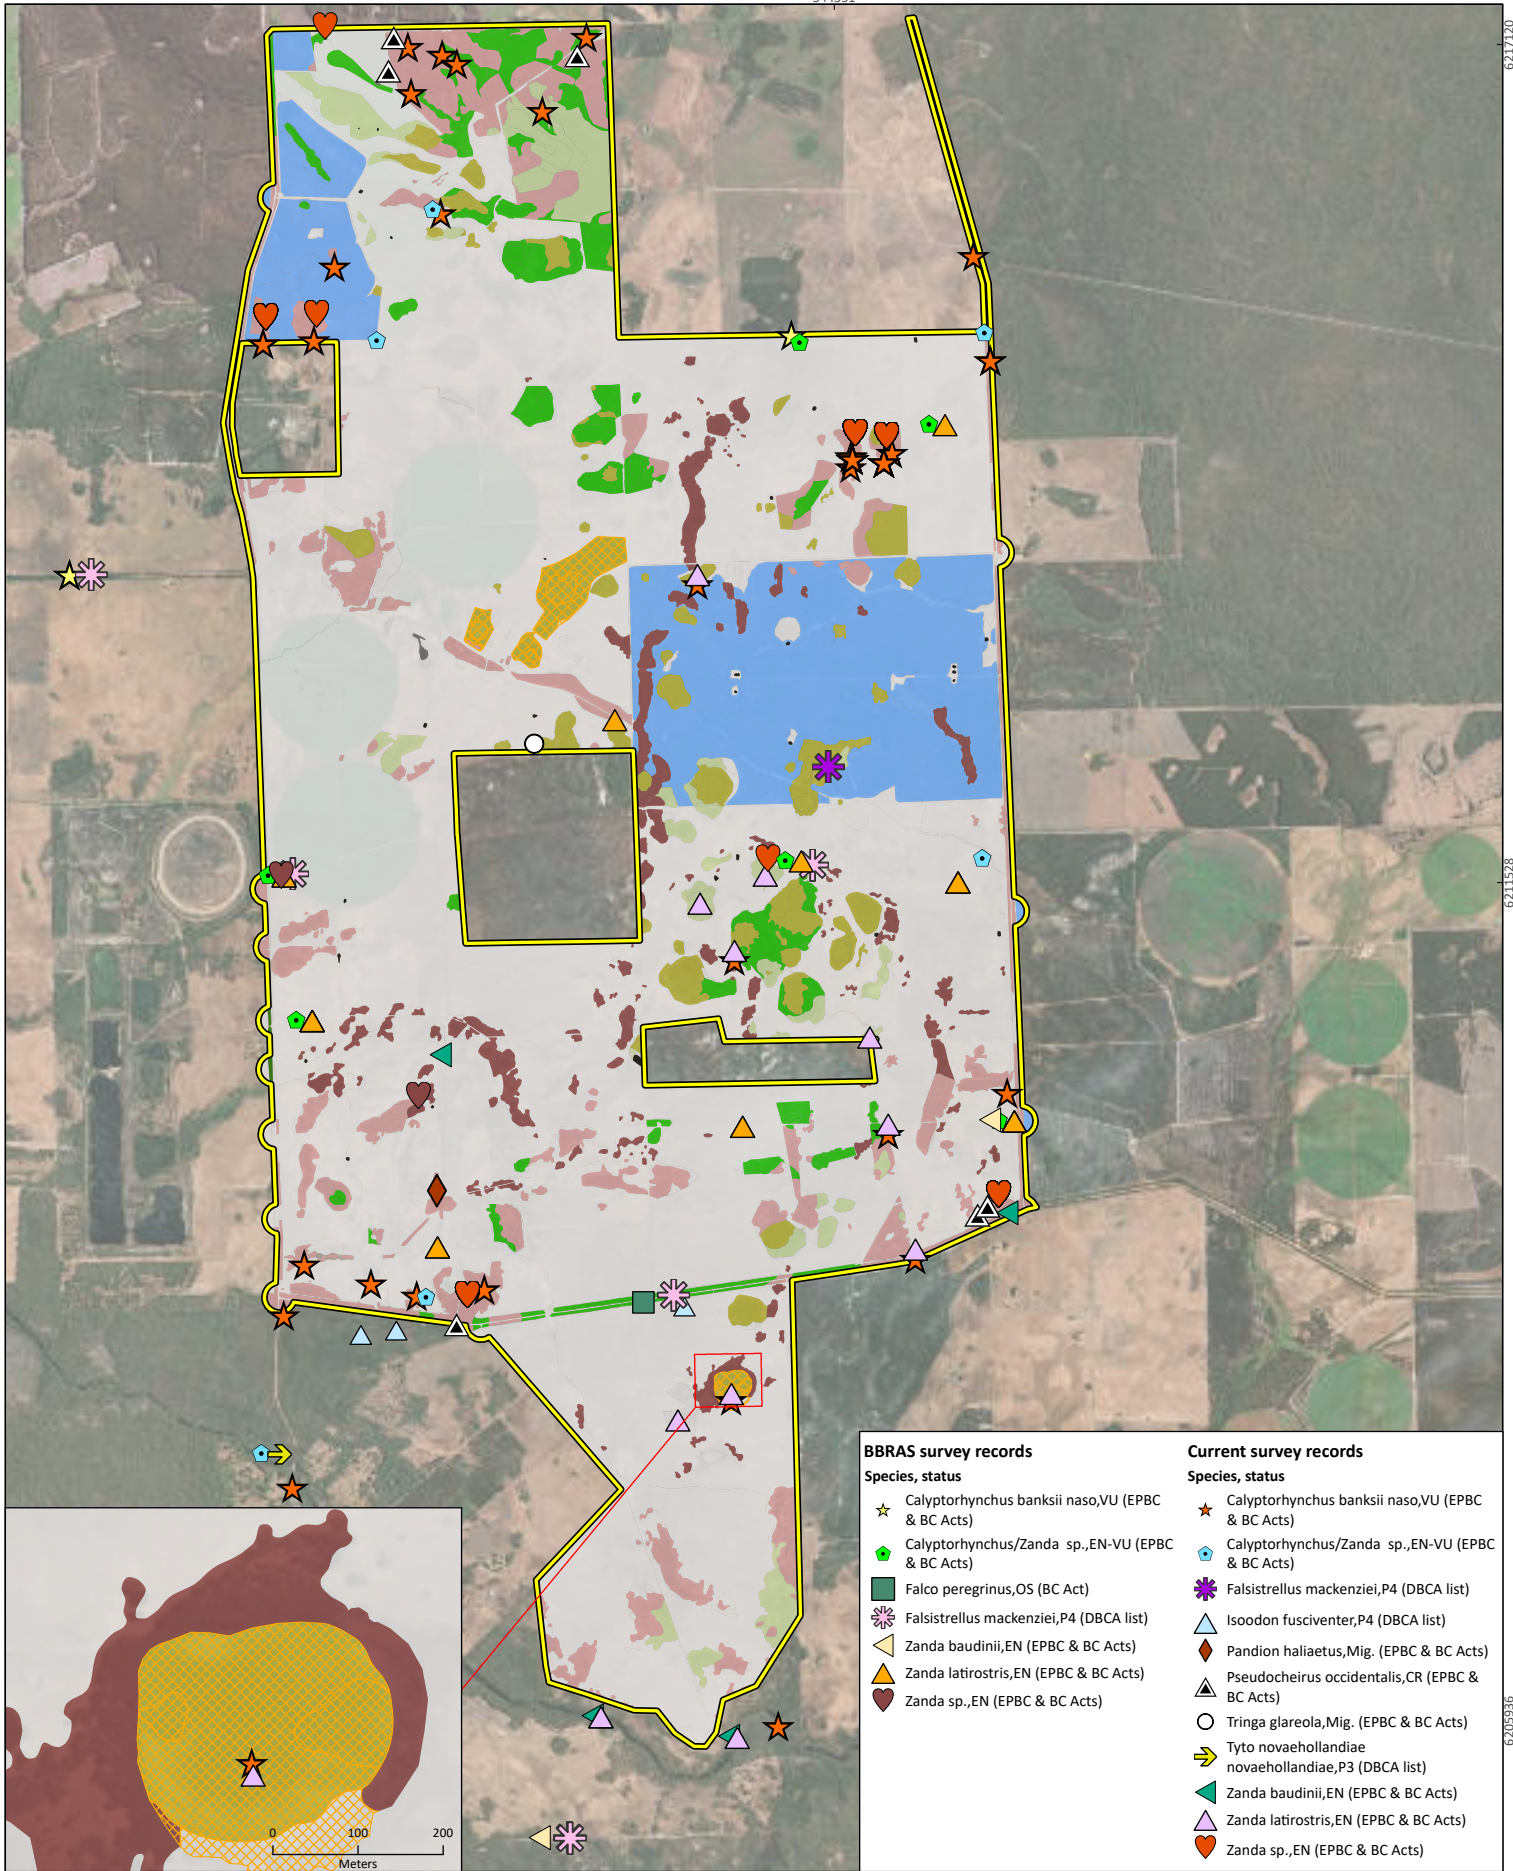 6217120
6211528
6205936
BBRAS survey records
Species, status
Calyptorhynchus banksii naso,VU (EPBC
& BC Acts)
Calyptorhynchus/Zanda sp.,EN-VU (EPBC
& BC Acts)
Falco peregrinus,OS (BC Act)
Falsistrellus mackenziei,P4 (DBCA list)
Zanda baudinii,EN (EPBC & BC Acts)
Zanda latirostris,EN (EPBC & BC Acts)
Zanda sp.,EN (EPBC & BC Acts)
Current survey records
Species, status
Calyptorhynchus banksii naso,VU (EPBC
& BC Acts)
Calyptorhynchus/Zanda sp.,EN-VU (EPBC
& BC Acts)
Falsistrellus mackenziei,P4 (DBCA list)
Isoodon fusciventer,P4 (DBCA list)
Pandion haliaetus,Mig. (EPBC & BC Acts)
Pseudocheirus occidentalis,CR (EPBC &
BC Acts)
Tringa glareola,Mig. (EPBC & BC Acts)
Tyto novaehollandiae
novaehollandiae,P3 (DBCA list)
Zanda baudinii,EN (EPBC & BC Acts)
Zanda latirostris,EN (EPBC & BC Acts)
Zanda sp.,EN (EPBC & BC Acts)
0 100 200
Meters